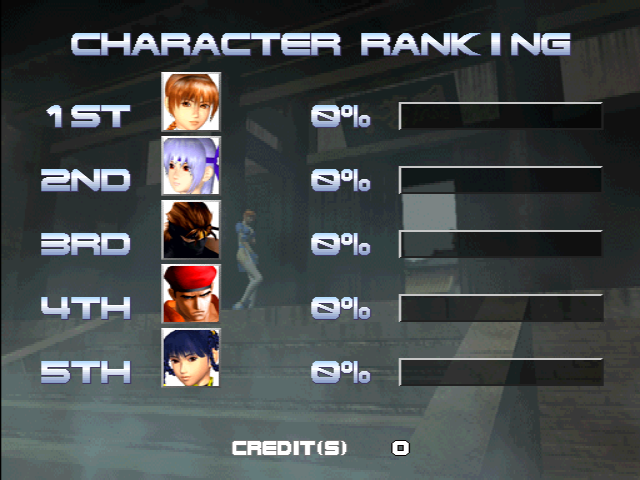 CHARACTER RANKING
1ST 0%
2ND 0%
3RD 0%
4TH 0%
5TH 0%
CREDIT(S) 0